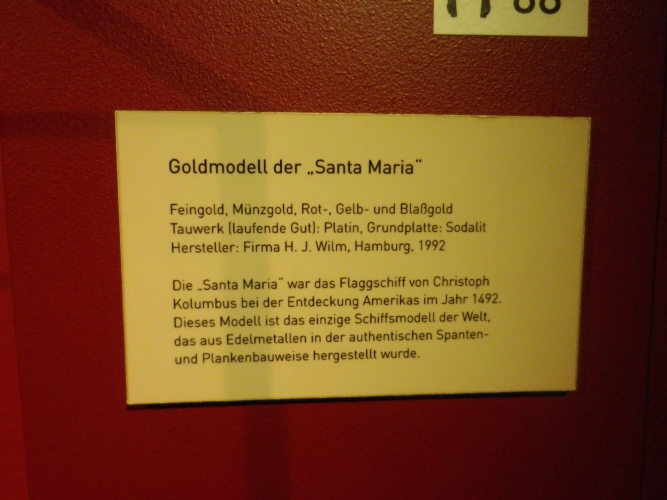 Goldmodell der „Santa Maria“
Feingold, Münzgold, Rot-, Gelb- und Blaßgold
Tauwerk (laufende Gut): Platin, Grundplatte: Sodalit
Hersteller: Firma H. J. Wilm, Hamburg, 1992
Die „Santa Maria“ war das Flaggschiff von Christoph
Kolumbus bei der Entdeckung Amerikas im Jahr 1492.
Dieses Modell ist das einzige Schiffsmodell der Welt,
das aus Edelmetallen in der authentischen Spanten-
und Plankenbauweise hergestellt wurde.